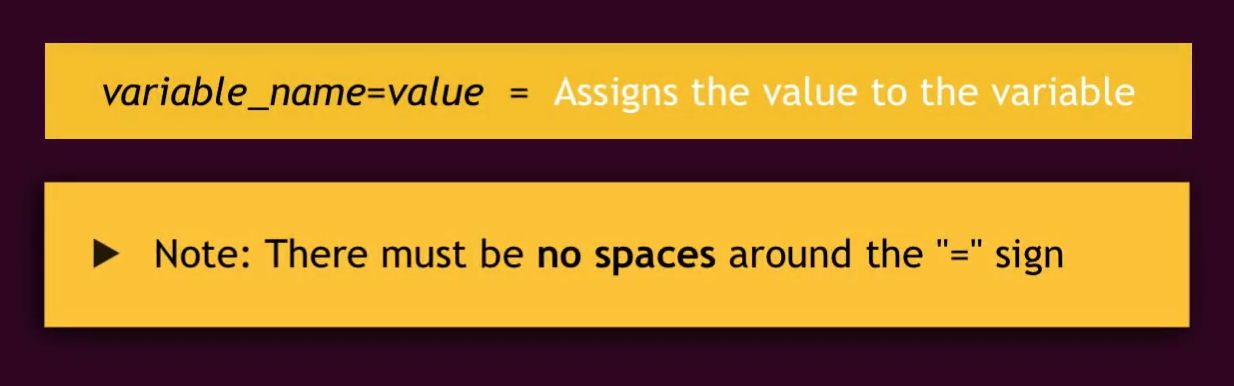 variable_name=value = Assigns the value to the variable
▶ Note: There must be no spaces around the "=" sign